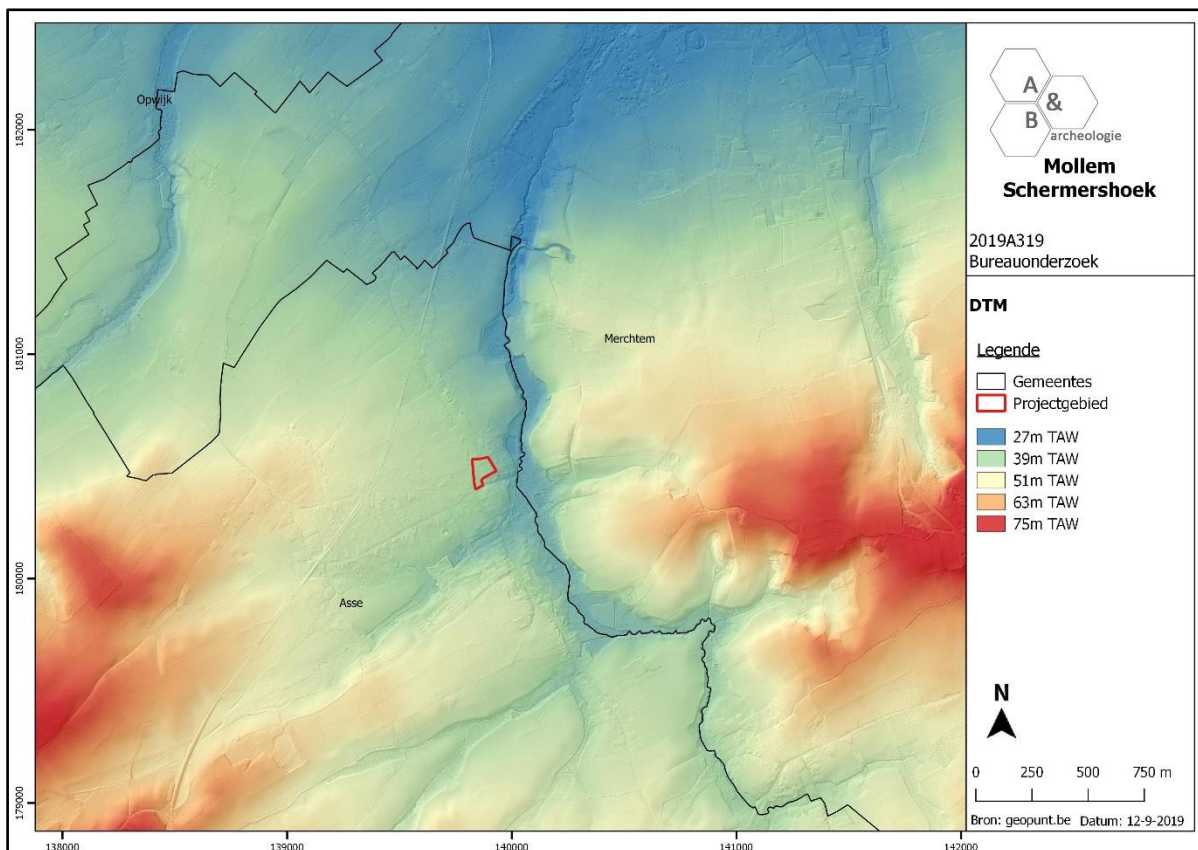 Opwijk
Merchtem
Asse
182000
181000
180000
179000
138000
139000
140000
141000
142000
A
&
B
archeologie
Mollem
Schermershoek
2019A319
Bureauonderzoek
DTM
Legende
Gemeentes
Projectgebied
27m TAW
39m TAW
51m TAW
63m TAW
75m TAW
N
0 250 500 750 m
Bron: geopunt.be Datum: 12-9-2019